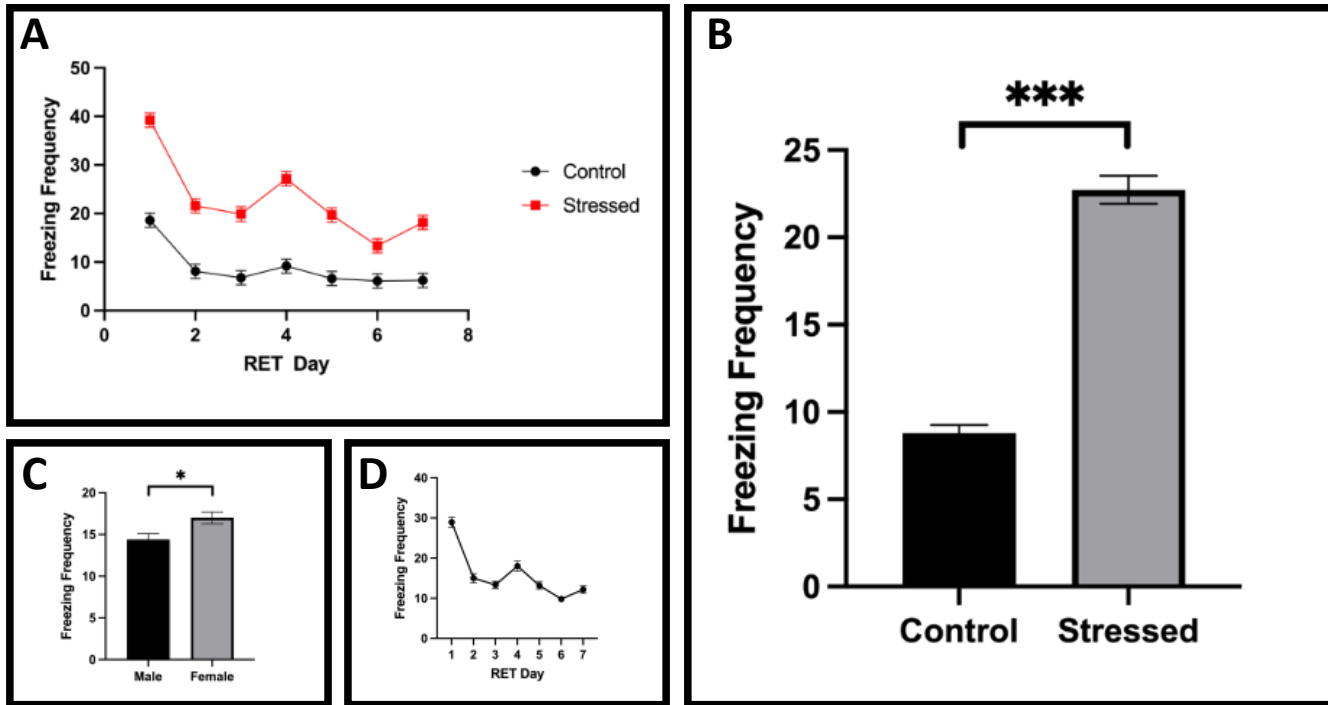 A
50
40
30
20
10
0
Freezing Frequency
0 2 4 6 8
RET Day
Control
Stressed
B
***
25
20
15
10
5
0
Freezing Frequency
Control Stressed
C
*
20
15
10
5
0
Freezing Frequency
Male Female
D
40
30
20
10
0
Freezing Frequency
1 2 3 4 5 6 7
RET Day